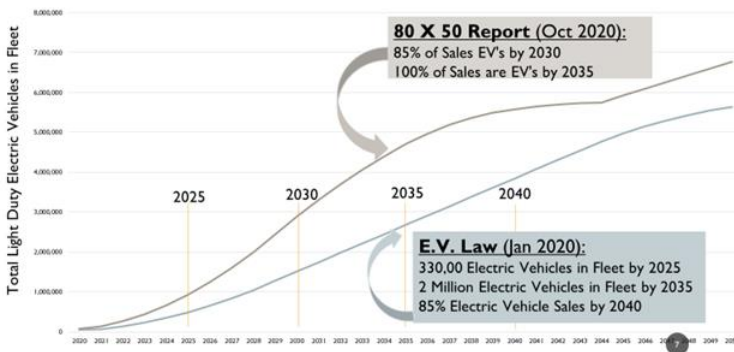 Total Light Duty Electric Vehicles in Fleet
8,000,000
7,000,000
6,000,000
5,000,000
4,000,000
3,000,000
2,000,000
1,000,000
0
80 X 50 Report (Oct 2020):
85% of Sales EV's by 2030
100% of Sales are EV's by 2035
2025
2030
2035
2040
E.V. Law (Jan 2020):
330,00 Electric Vehicles in Fleet by 2025
2 Million Electric Vehicles in Fleet by 2035
85% Electric Vehicle Sales by 2040
2020 2021 2022 2023 2024 2025 2026 2027 2028 2029 2030 2031 2032 2033 2034 2035 2036 2037 2038 2039 2040 2041 2042 2043 2044 2045 2046 7 2048 2049